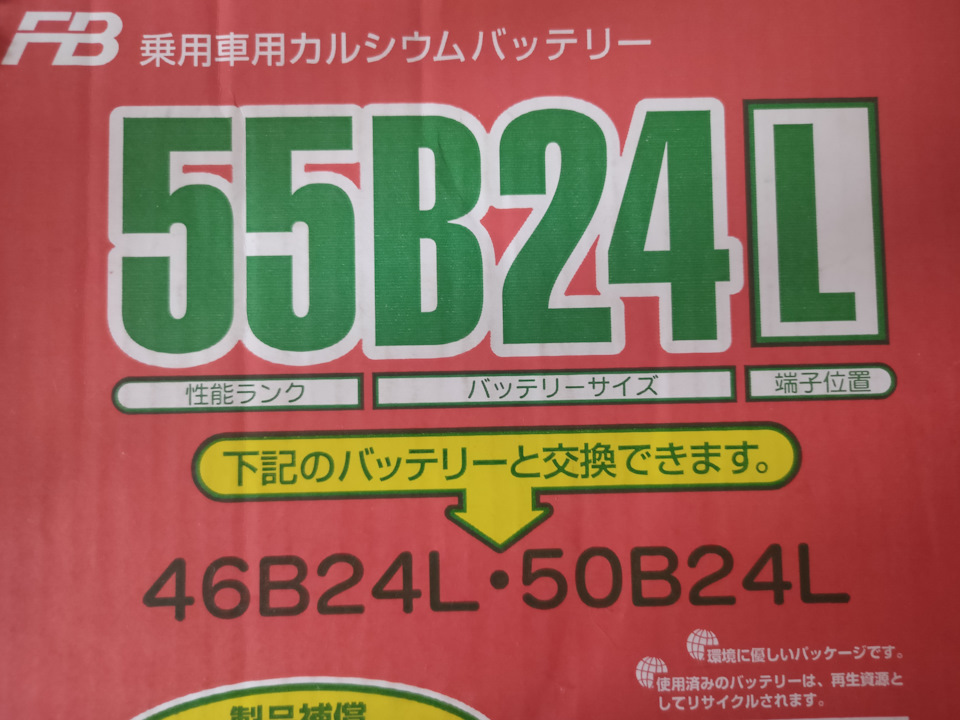 FB 乗用車用カルシウムバッテリー
55B24L
性能ランク バッテリーサイズ 端子位置
下記のバッテリーと交換できます。
46B24L・50B24L
環境に優しいパッケージです。
使用済みのバッテリーは、再生資源と
してリサイクルされます。
製品補償